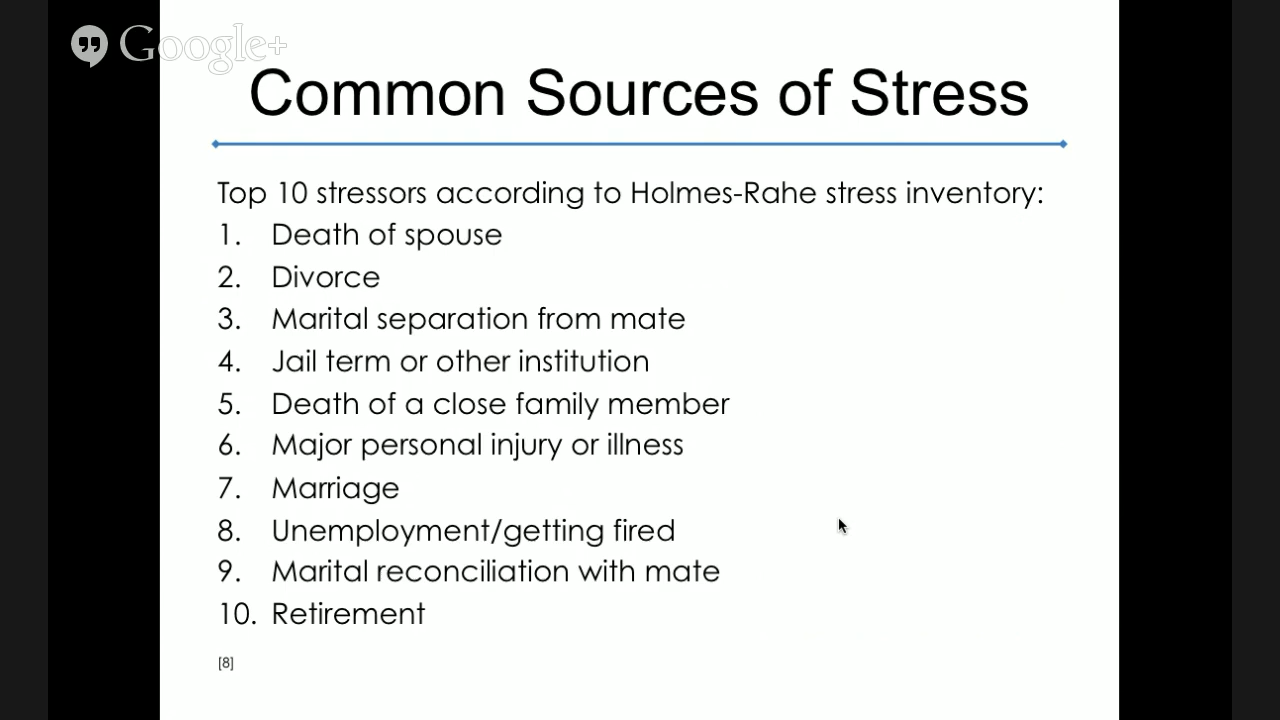 Google+
Common Sources of Stress
Top 10 stressors according to Holmes-Rahe stress inventory:
1. Death of spouse
2. Divorce
3. Marital separation from mate
4. Jail term or other institution
5. Death of a close family member
6. Major personal injury or illness
7. Marriage
8. Unemployment/getting fired
9. Marital reconciliation with mate
10. Retirement
[8]